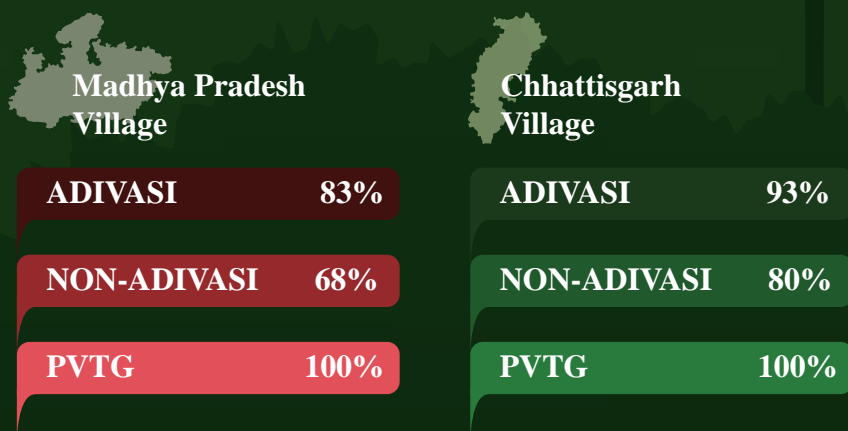 Madhya Pradesh
Village
ADIVASI 83%
NON-ADIVASI 68%
PVTG 100%
Chhattisgarh
Village
ADIVASI 93%
NON-ADIVASI 80%
PVTG 100%